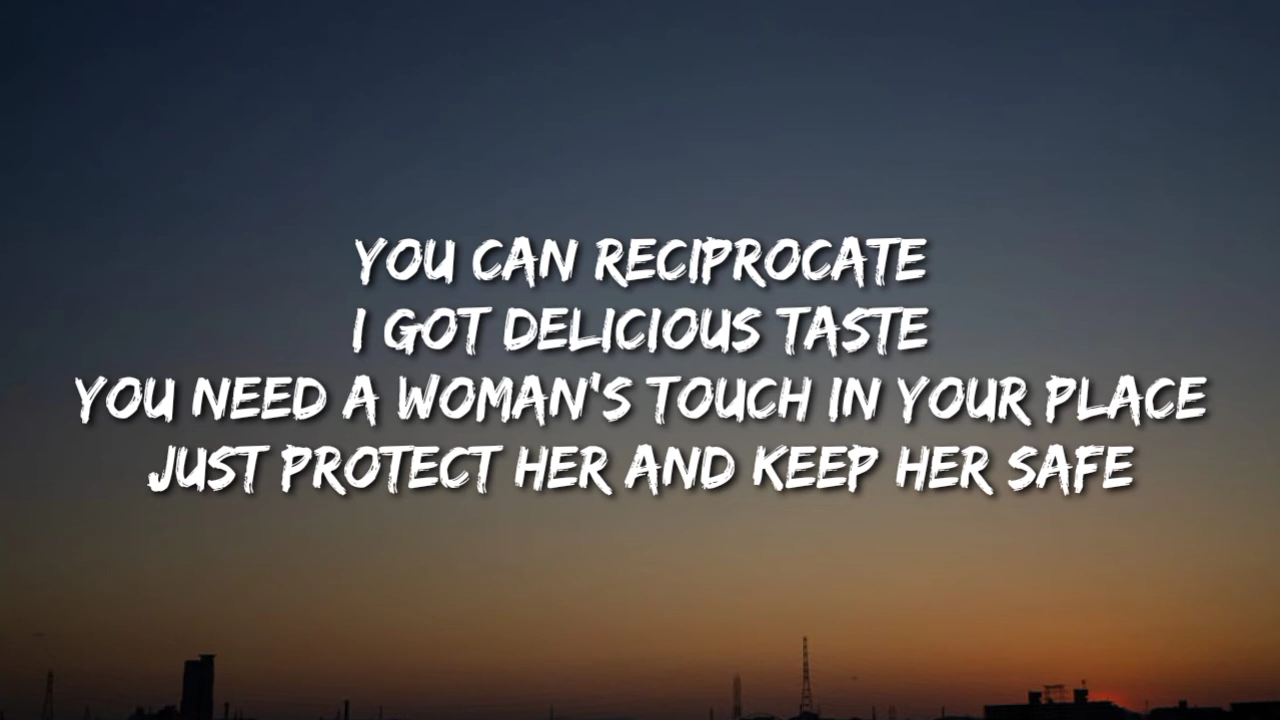 YOU CAN RECIPROCATE
I GOT DELICIOUS TASTE
YOU NEED A WOMAN'S TOUCH IN YOUR PLACE
JUST PROTECT HER AND KEEP HER SAFE